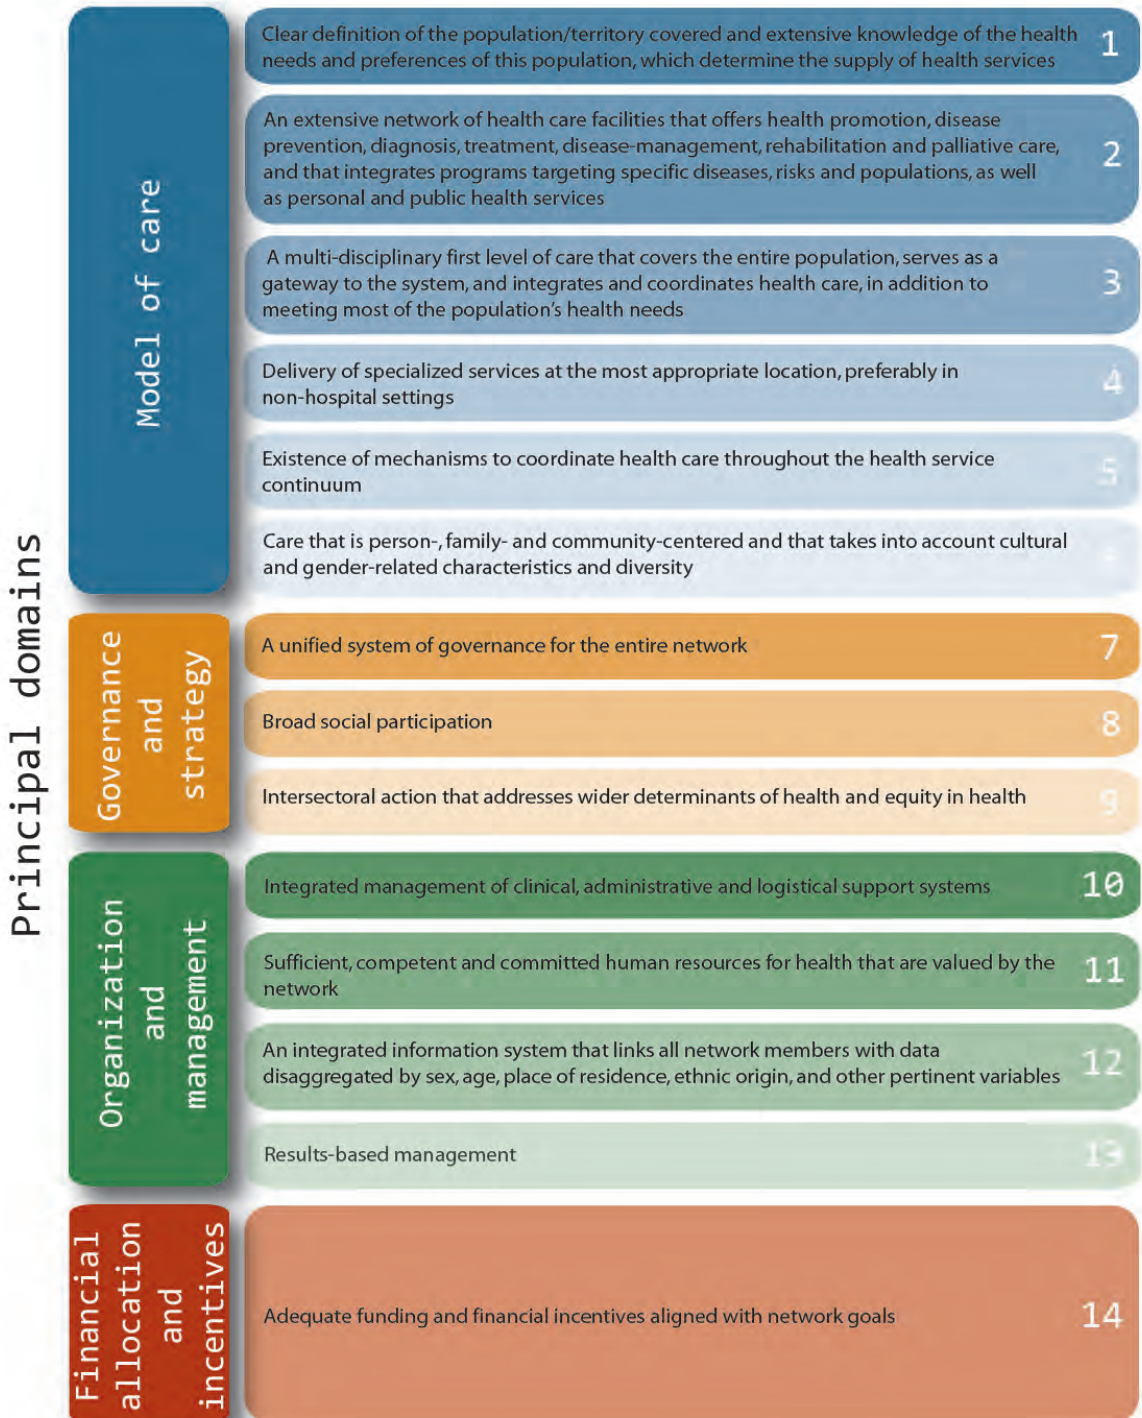 Principal domains
Model of care
Clear definition of the population/territory covered and extensive knowledge of the health
needs and preferences of this population, which determine the supply of health services
1
An extensive network of health care facilities that offers health promotion, disease
prevention, diagnosis, treatment, disease-management, rehabilitation and palliative care,
and that integrates programs targeting specific diseases, risks and populations, as well
as personal and public health services
2
A multi-disciplinary first level of care that covers the entire population, serves as a
gateway to the system, and integrates and coordinates health care, in addition to
meeting most of the population's health needs
3
Delivery of specialized services at the most appropriate location, preferably in
non-hospital settings
4
Existence of mechanisms to coordinate health care throughout the health service
continuum
5
Care that is person-, family- and community-centered and that takes into account cultural
and gender-related characteristics and diversity
Governance
and
strategy
A unified system of governance for the entire network
7
Broad social participation
8
Intersectoral action that addresses wider determinants of health and equity in health
9
Organization
and
management
Integrated management of clinical, administrative and logistical support systems
10
Sufficient, competent and committed human resources for health that are valued by the
network
11
An integrated information system that links all network members with data
disaggregated by sex, age, place of residence, ethnic origin, and other pertinent variables
12
Results-based management
13
Financial
allocation
and
incentives
Adequate funding and financial incentives aligned with network goals
14